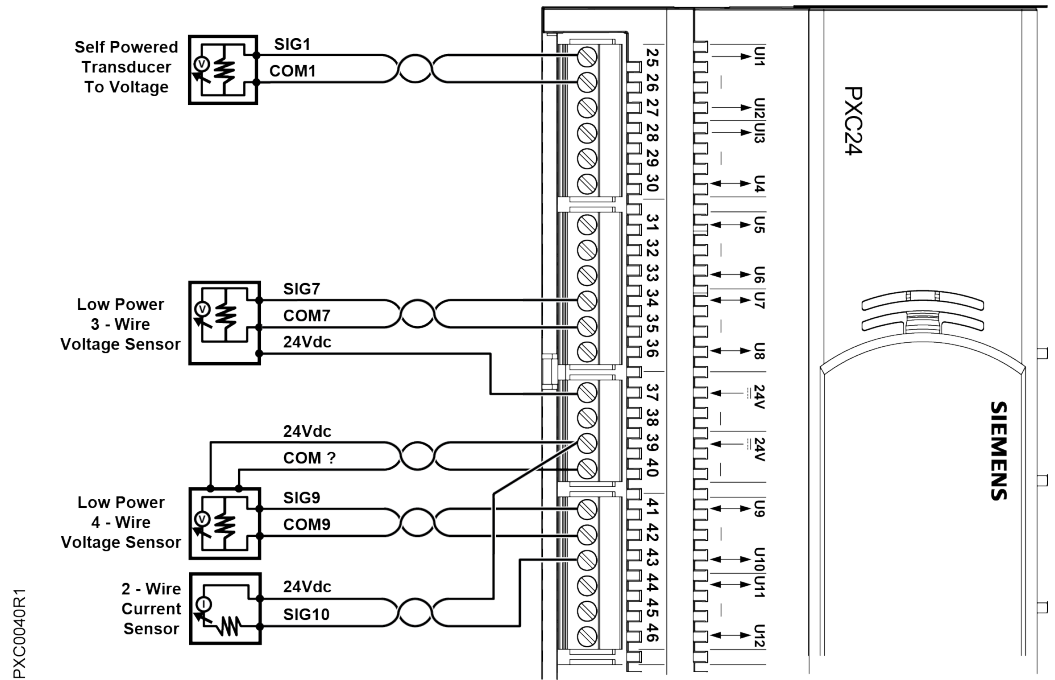 Self Powered
Transducer
To Voltage
SIG1
COM1
Low Power
3 - Wire
Voltage Sensor
SIG7
COM7
24Vdc
24Vdc
COM ?
Low Power
4 - Wire
Voltage Sensor
SIG9
COM9
2 - Wire
Current
Sensor
24Vdc
SIG10
V
V
V
I
25
26
27
28
29
30
31
32
33
34
35
36
37
38
39
40
41
42
43
44
45
46
UI1
UI2
UI3
U4
U5
U6
U7
U8
24V
24V
U9
U10
U11
U12
PXC24
SIEMENS
PXC0040R1